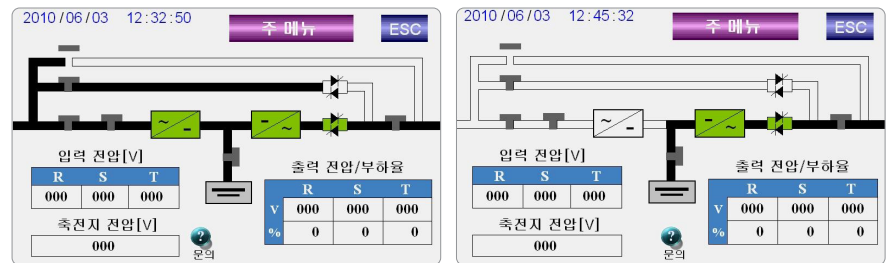 2010/06/03 12:32:50 주 메뉴 ESC
입력 전압[V]
R S T
000 000 000
축전지 전압[V]
000
문의
출력 전압/부하율
R S T
V 000 000 000
% 0 0 0
2010/06/03 12:45:32 주 메뉴 ESC
입력 전압[V]
R S T
000 000 000
축전지 전압[V]
000
문의
출력 전압/부하율
R S T
V 000 000 000
% 0 0 0